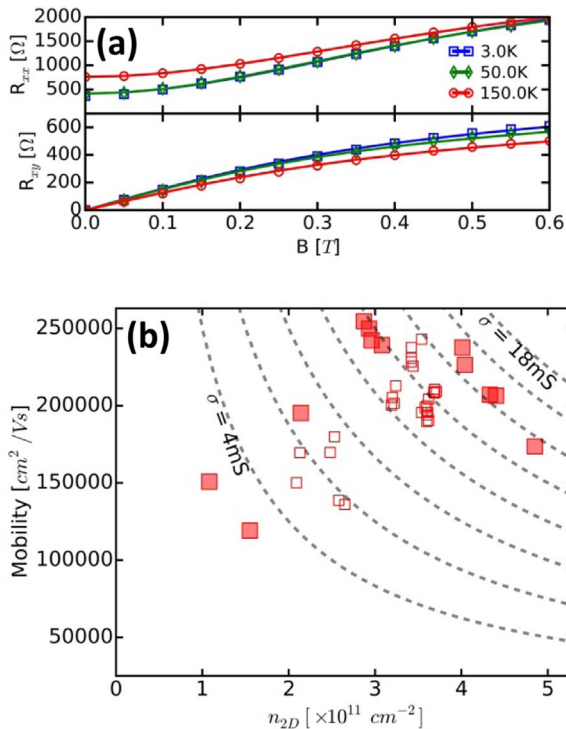 (a)
R_xx [Ω]
2000
1500
1000
500
0
3.0K
50.0K
150.0K
R_xy [Ω]
600
400
200
0
0.0 0.1 0.2 0.3 0.4 0.5 0.6
B [T]
(b)
Mobility [cm² /Vs]
250000
200000
150000
100000
50000
σ = 4mS
σ = 18mS
0 1 2 3 4 5
n_2D [ ×10¹¹ cm⁻²]